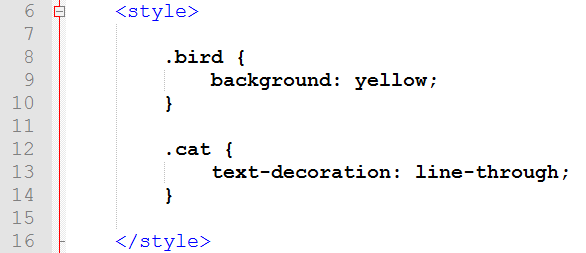 6 <style>
7
8 .bird {
9 background: yellow;
10 }
11
12 .cat {
13 text-decoration: line-through;
14 }
15
16 </style>